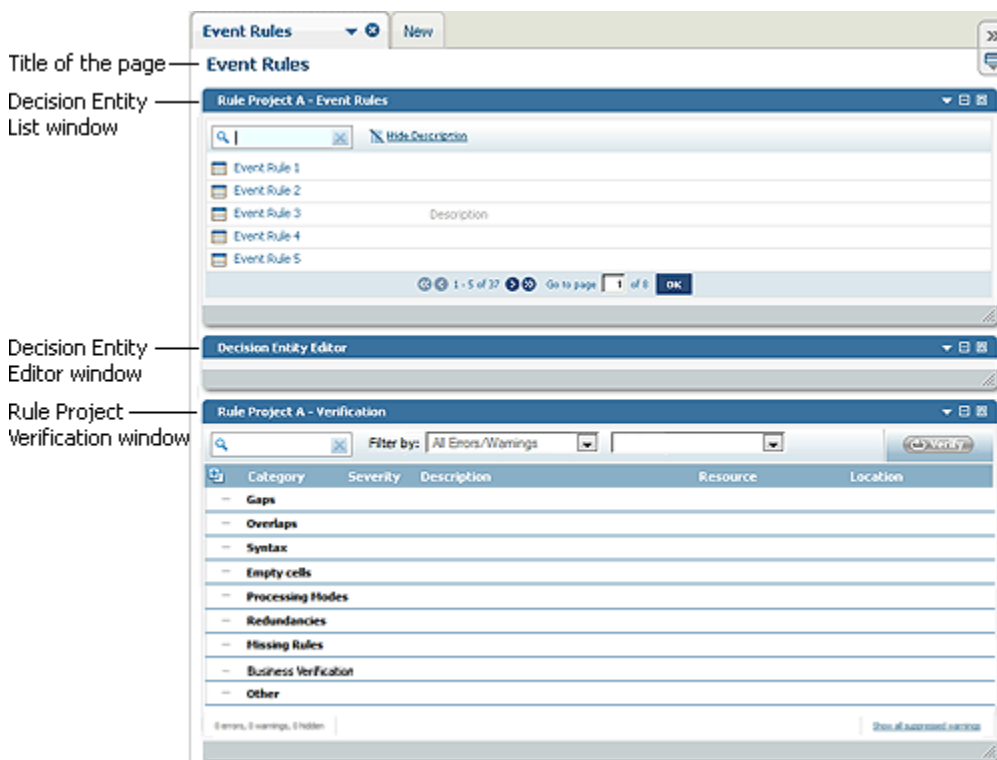 Event Rules
New
Title of the page
Event Rules
Decision Entity
List window
Rule Project A - Event Rules
Hide Description
Event Rule 1
Event Rule 2
Event Rule 3 Description
Event Rule 4
Event Rule 5
1 - 5 of 37 Go to page 1 of 8 OK
Decision Entity
Editor window
Decision Entity Editor
Rule Project
Verification window
Rule Project A - Verification
Filter by: All Errors/Warnings Verify
Category Severity Description Resource Location
Gaps
Overlaps
Syntax
Empty cells
Processing Modes
Redundancies
Missing Rules
Business Verification
Other
0 errors, 0 warnings, 0 hidden Show all suppressed warnings